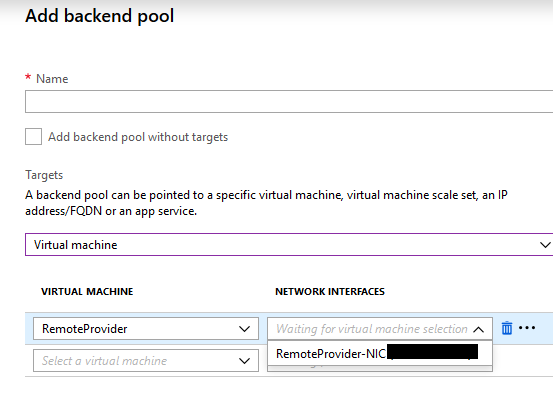 Add backend pool
* Name
Add backend pool without targets
Targets
A backend pool can be pointed to a specific virtual machine, virtual machine scale set, an IP
address/FQDN or an app service.
Virtual machine
VIRTUAL MACHINE NETWORK INTERFACES
RemoteProvider Waiting for virtual machine selection
RemoteProvider-NIC
Select a virtual machine